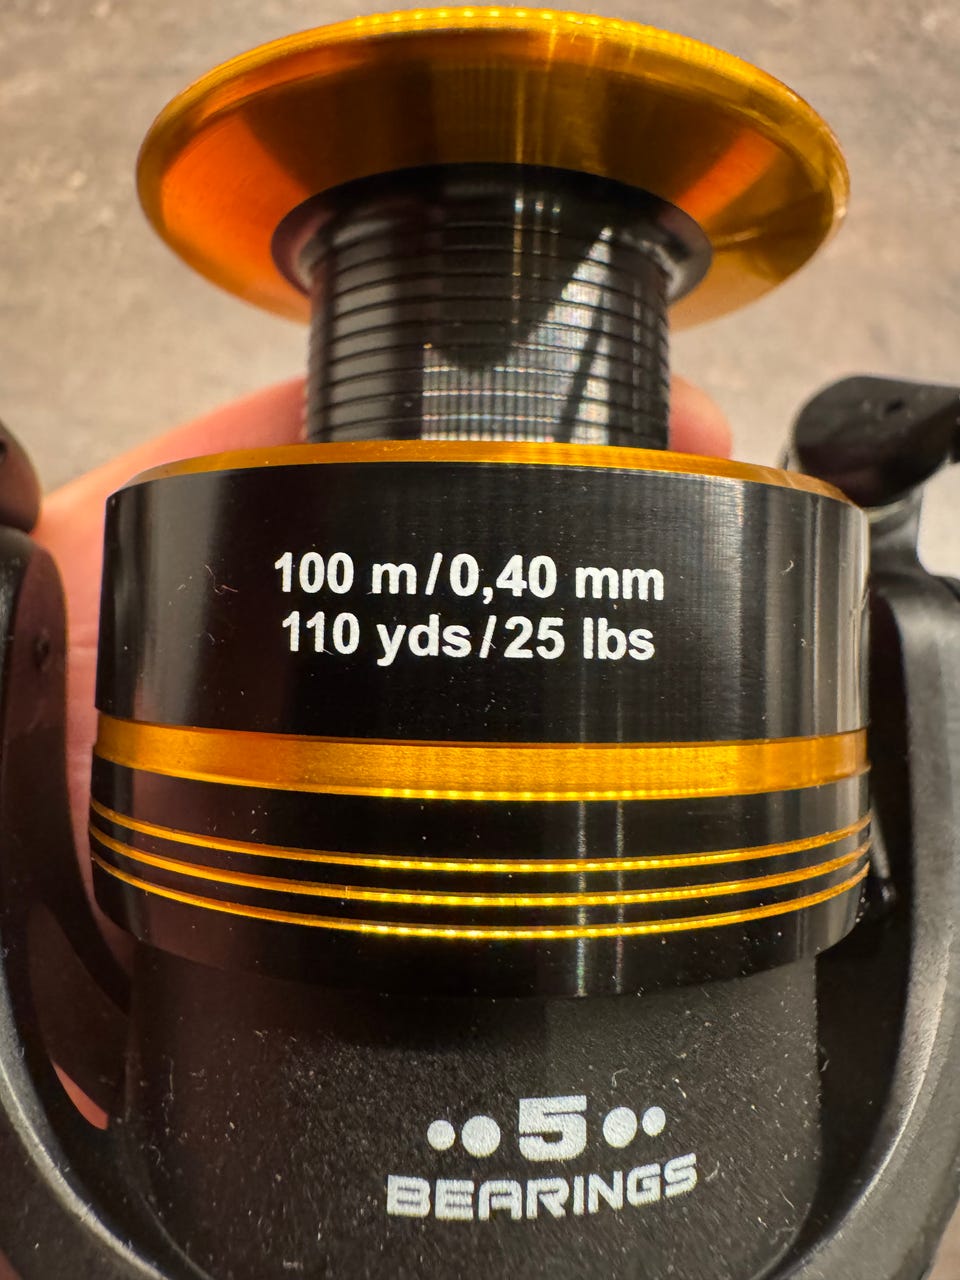 100 m/0,40 mm
110 yds/25 lbs
••5••
BEARINGS